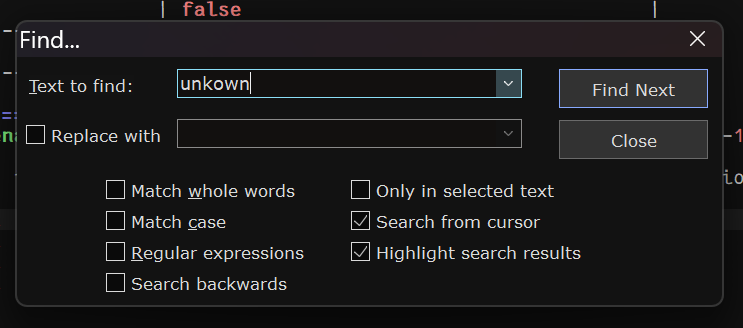 | false |
Find...
Text to find: unkown
Find Next
Replace with
Close
Match whole words
Only in selected text
Match case
Search from cursor
Regular expressions
Highlight search results
Search backwards